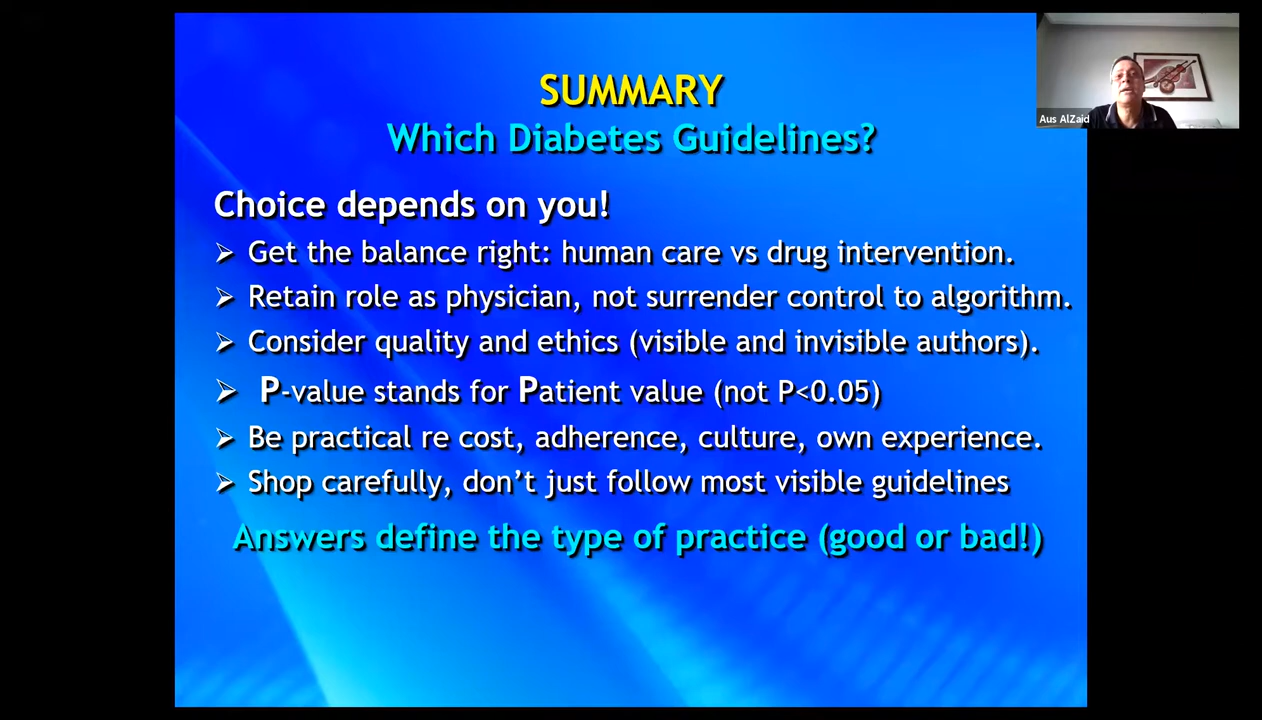 SUMMARY
Which Diabetes Guidelines?
Choice depends on you!
➢ Get the balance right: human care vs drug intervention.
➢ Retain role as physician, not surrender control to algorithm.
➢ Consider quality and ethics (visible and invisible authors).
➢ P-value stands for Patient value (not P<0.05)
➢ Be practical re cost, adherence, culture, own experience.
➢ Shop carefully, don’t just follow most visible guidelines
Answers define the type of practice (good or bad!)
Aus AlZaid